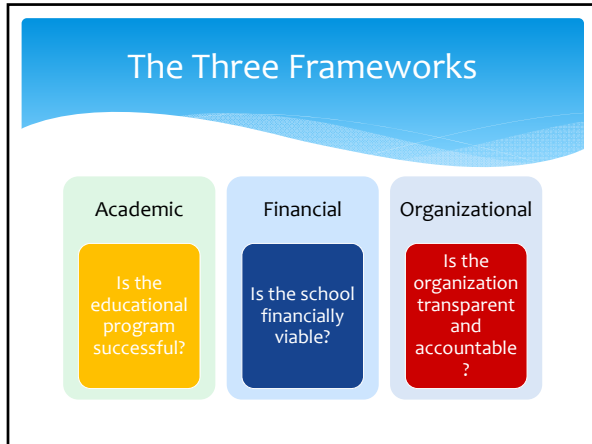 The Three Frameworks
Academic
Is the
educational
program
successful?
Financial
Is the school
financially
viable?
Organizational
Is the
organization
transparent
and
accountable
?